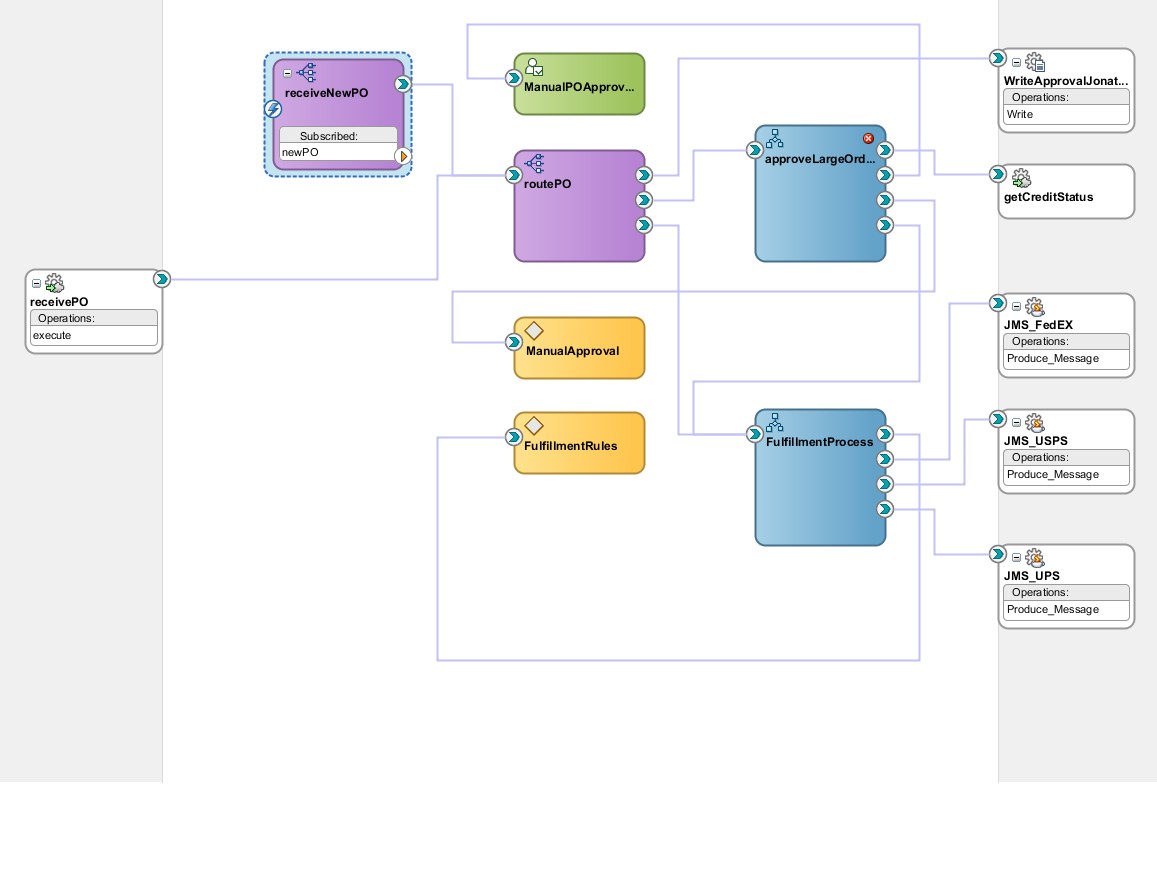 receiveNewPO
Subscribed:
newPO
ManualPOApprov...
routePO
approveLargeOrd...
WriteApprovalJonat...
Operations:
Write
getCreditStatus
receivePO
Operations:
execute
ManualApproval
FulfillmentRules
FulfillmentProcess
JMS_FedEX
Operations:
Produce_Message
JMS_USPS
Operations:
Produce_Message
JMS_UPS
Operations:
Produce_Message